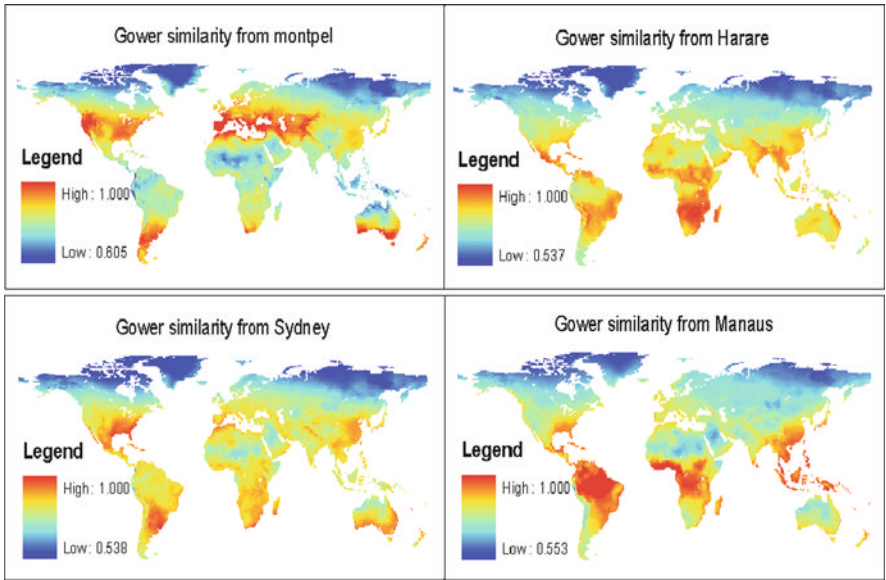 Gower similarity from montpel
Legend
High : 1.000
Low : 0.605
Gower similarity from Harare
Legend
High : 1.000
Low : 0.537
Gower similarity from Sydney
Legend
High : 1.000
Low : 0.538
Gower similarity from Manaus
Legend
High : 1.000
Low : 0.553